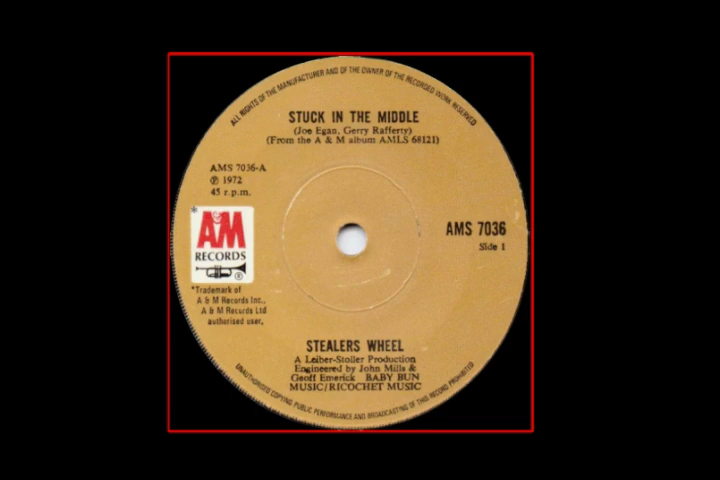 ALL RIGHTS OF THE MANUFACTURER AND OF THE OWNER OF THE RECORDED WORK RESERVED
STUCK IN THE MIDDLE
(Joe Egan, Gerry Rafferty)
(From the A & M album AMLS 68121)
AMS 7036-A
℗ 1972
45 r.p.m.
AMS 7036
Side 1
*
A&M
RECORDS
®
*Trademark of
A & M Records Inc.,
A & M Records Ltd
authorised user.
STEALERS WHEEL
A Leiber-Stoller Production
Engineered by John Mills &
Geoff Emerick BABY BUN
MUSIC/RICOCHET MUSIC
UNAUTHORISED COPYING PUBLIC PERFORMANCE AND BROADCASTING OF THIS RECORD PROHIBITED